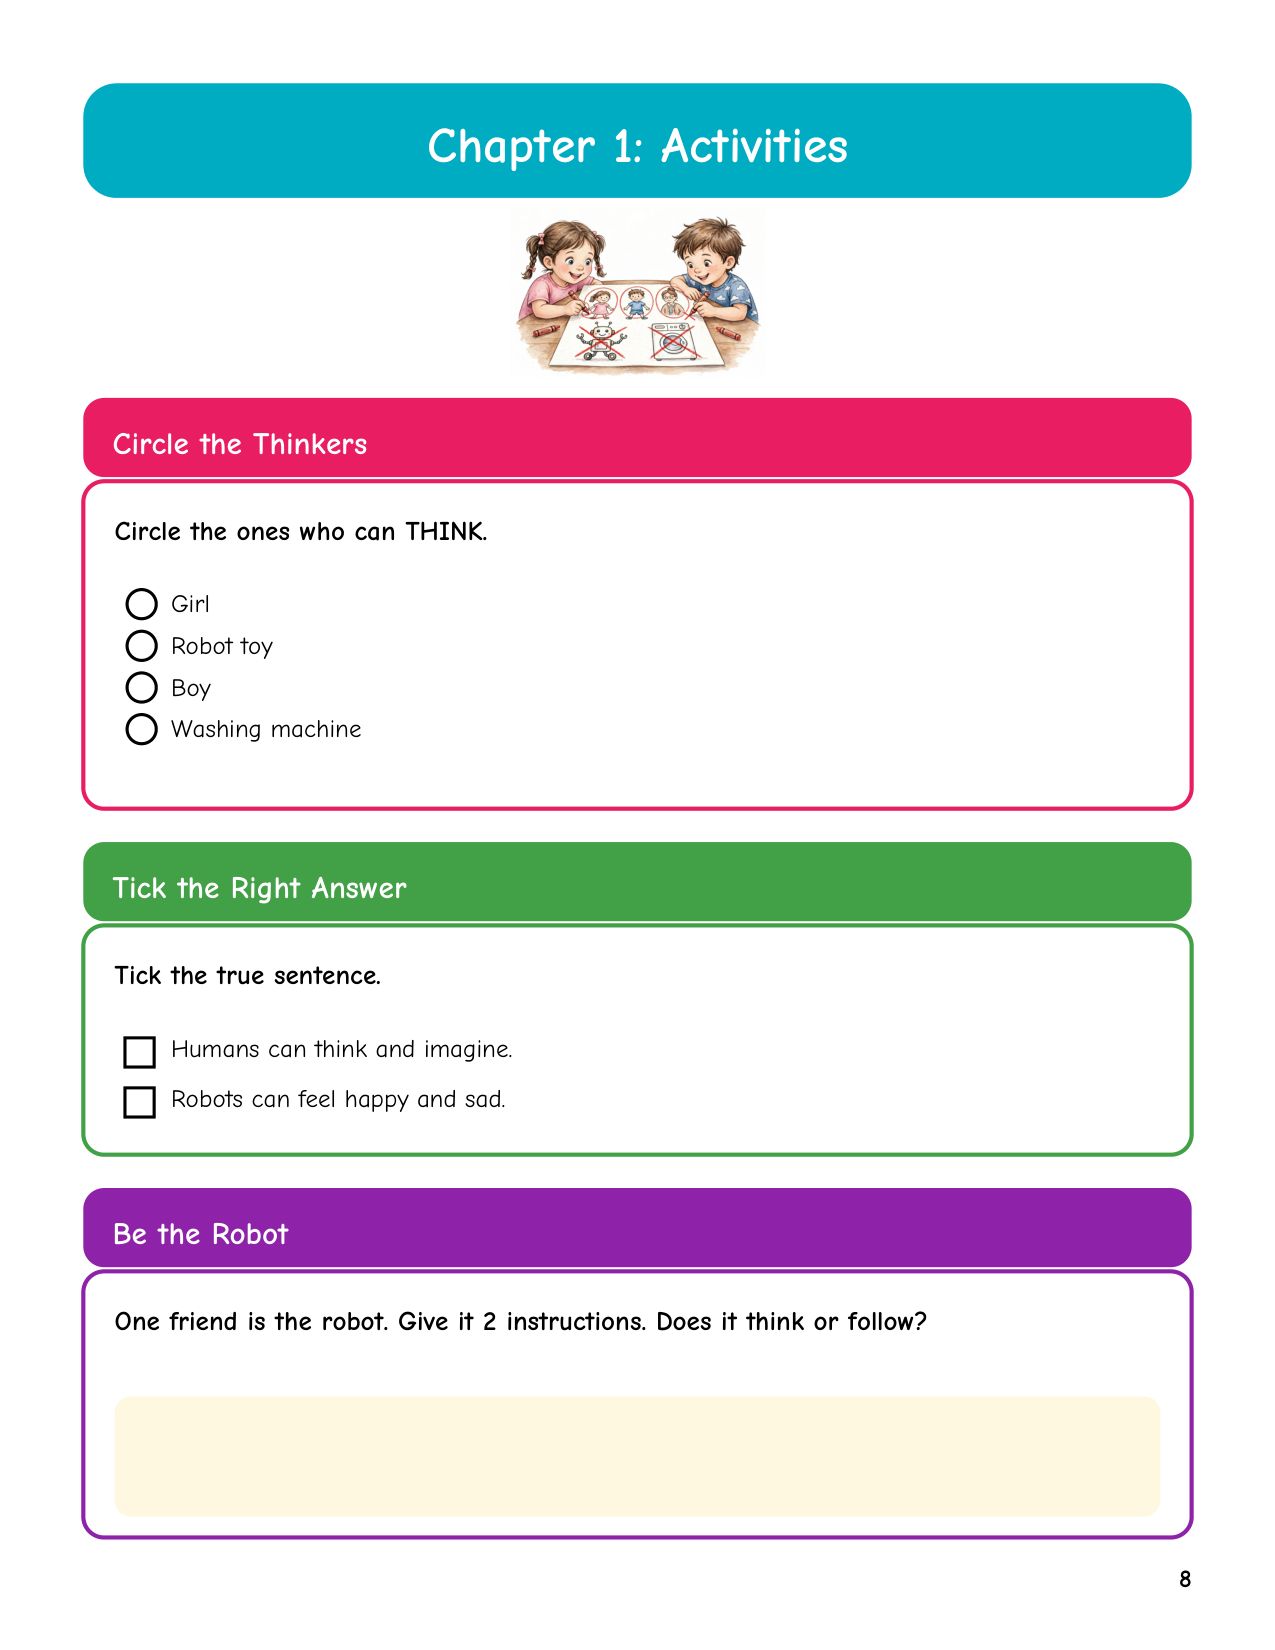 Chapter 1: Activities
Circle the Thinkers
Circle the ones who can THINK.
Girl
Robot toy
Boy
Washing machine
Tick the Right Answer
Tick the true sentence.
Humans can think and imagine.
Robots can feel happy and sad.
Be the Robot
One friend is the robot. Give it 2 instructions. Does it think or follow?
8